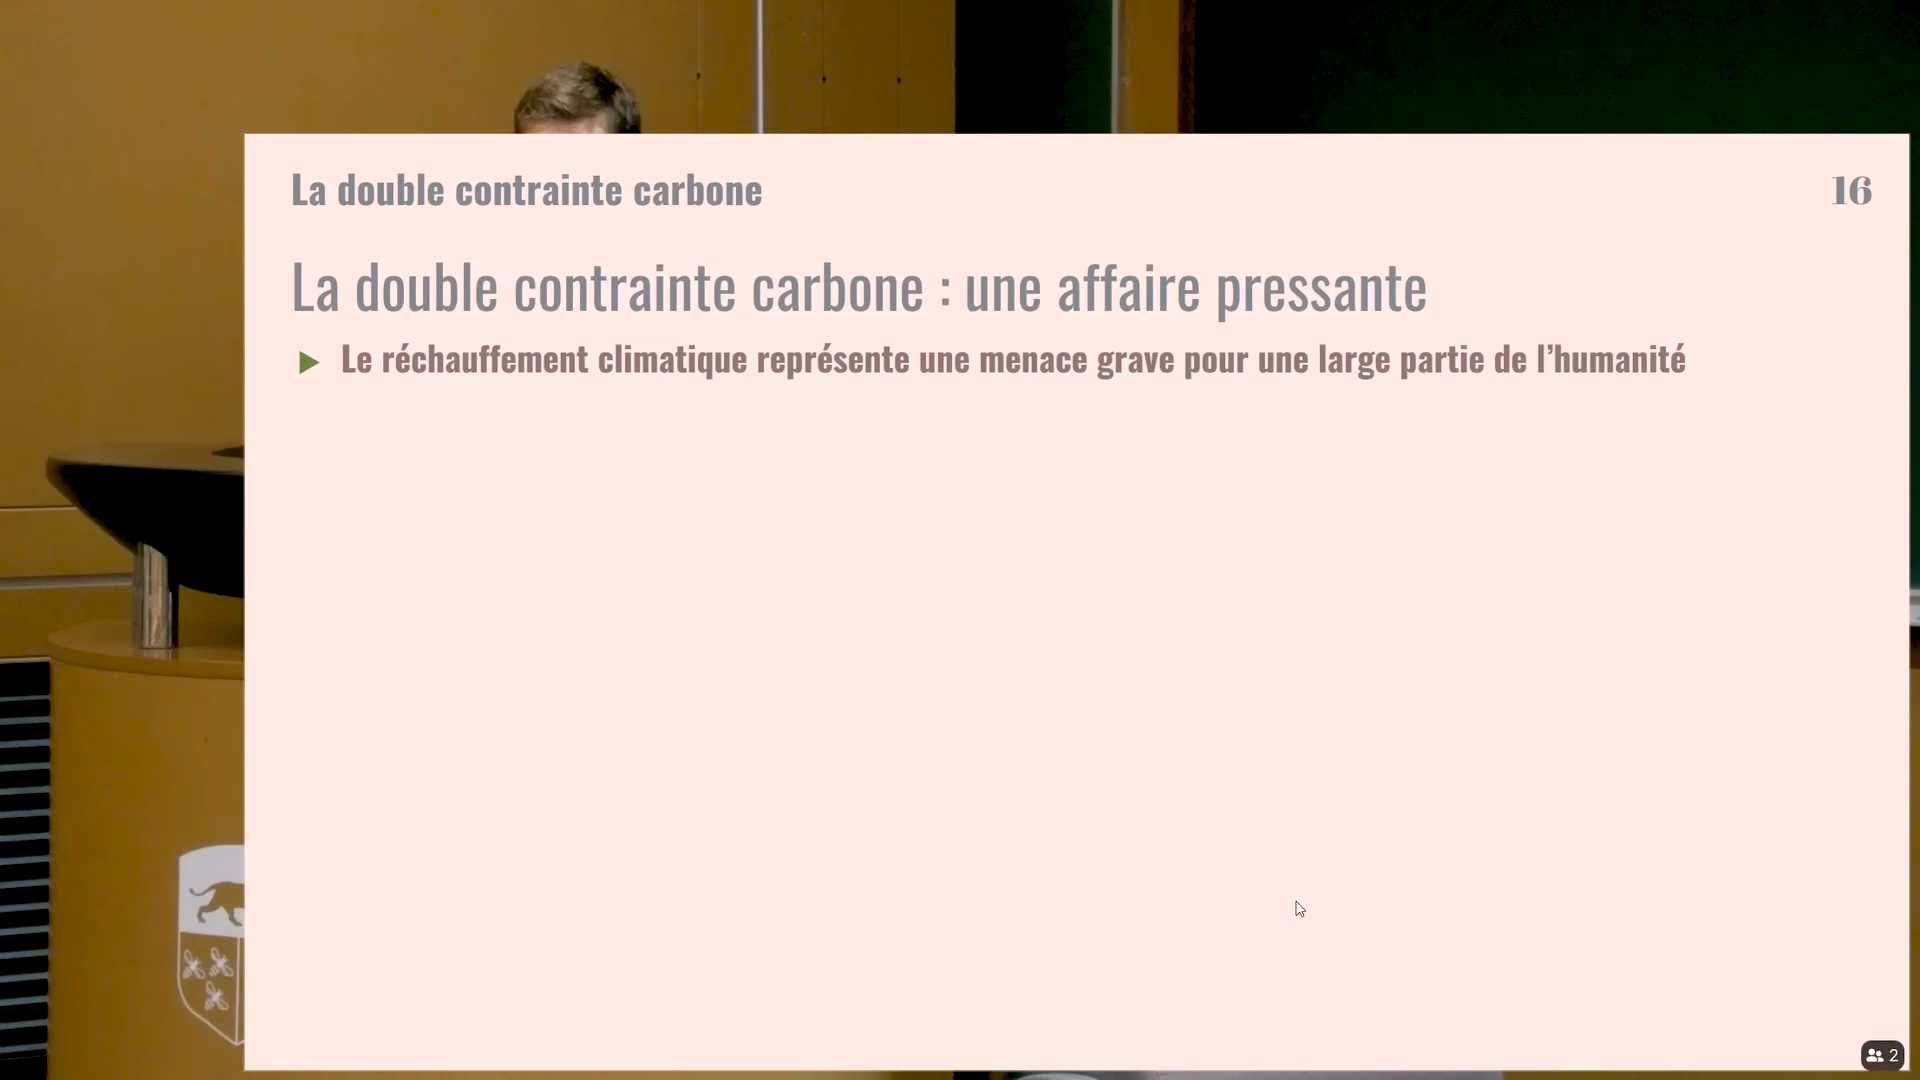 La double contrainte carbone
16
La double contrainte carbone : une affaire pressante
Le réchauffement climatique représente une menace grave pour une large partie de l’humanité
2